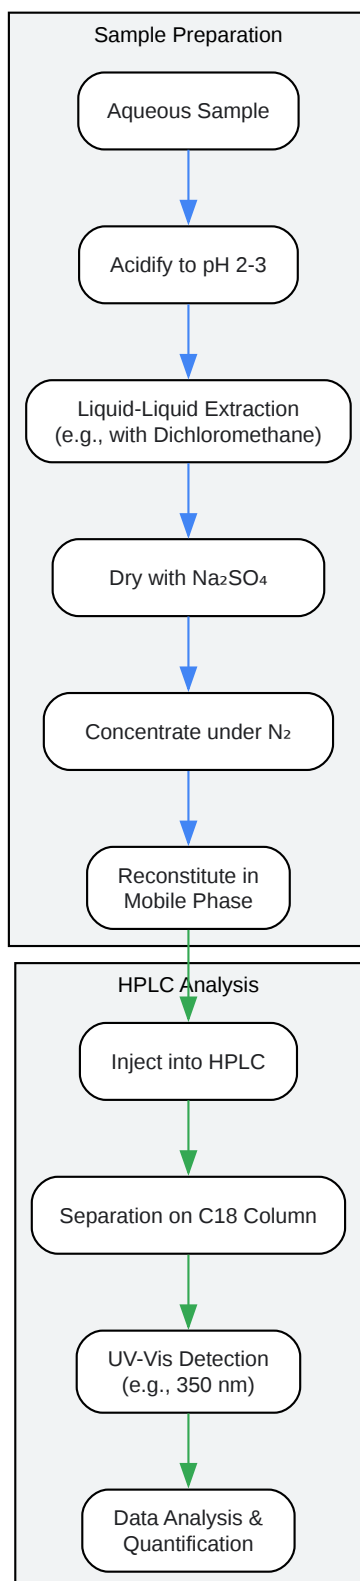 Sample Preparation
Aqueous Sample
Acidify to pH 2-3
Liquid-Liquid Extraction
(e.g., with Dichloromethane)
Dry with Na₂SO₄
Concentrate under N₂
Reconstitute in
Mobile Phase
HPLC Analysis
Inject into HPLC
Separation on C18 Column
UV-Vis Detection
(e.g., 350 nm)
Data Analysis &
Quantification